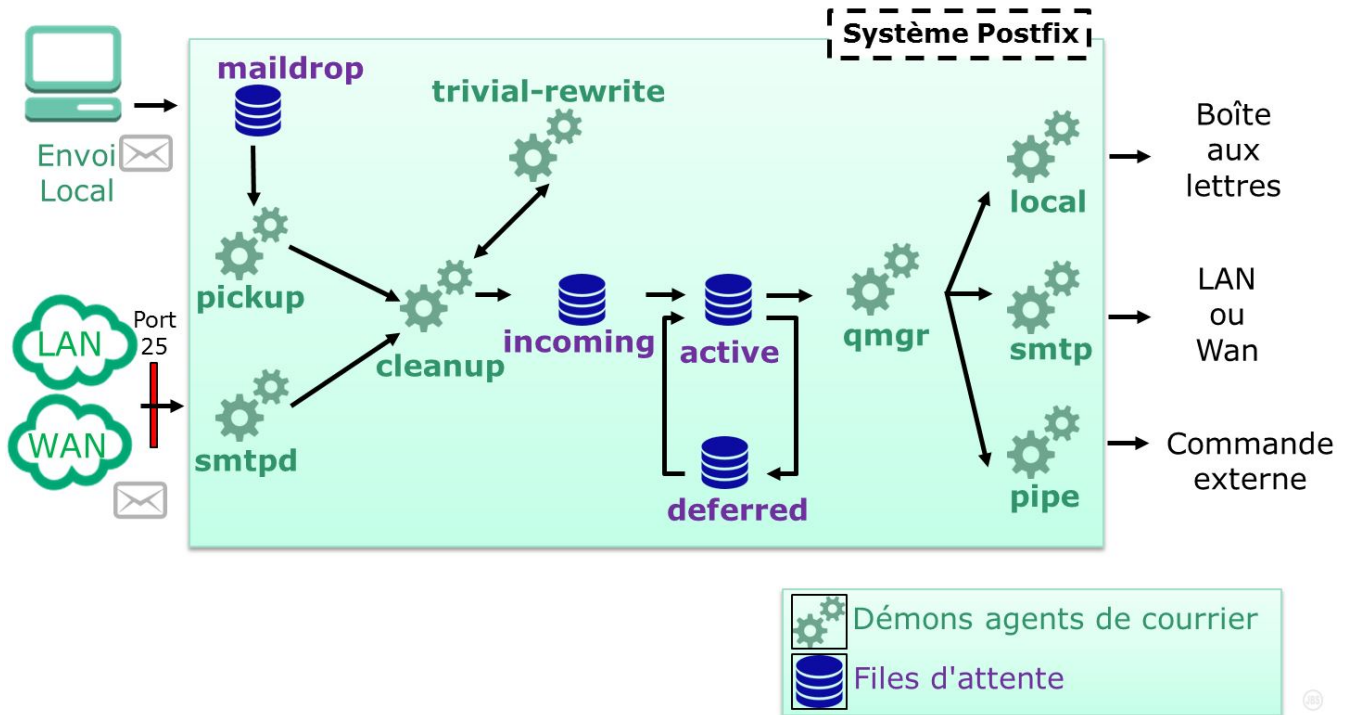 Système Postfix
maildrop
trivial-rewrite
Envoi
Local
pickup
LAN
Port
25
WAN
smtpd
cleanup
incoming
active
deferred
qmgr
local
smtp
pipe
Boîte
aux
lettres
LAN
ou
Wan
Commande
externe
Démons agents de courrier
Files d'attente